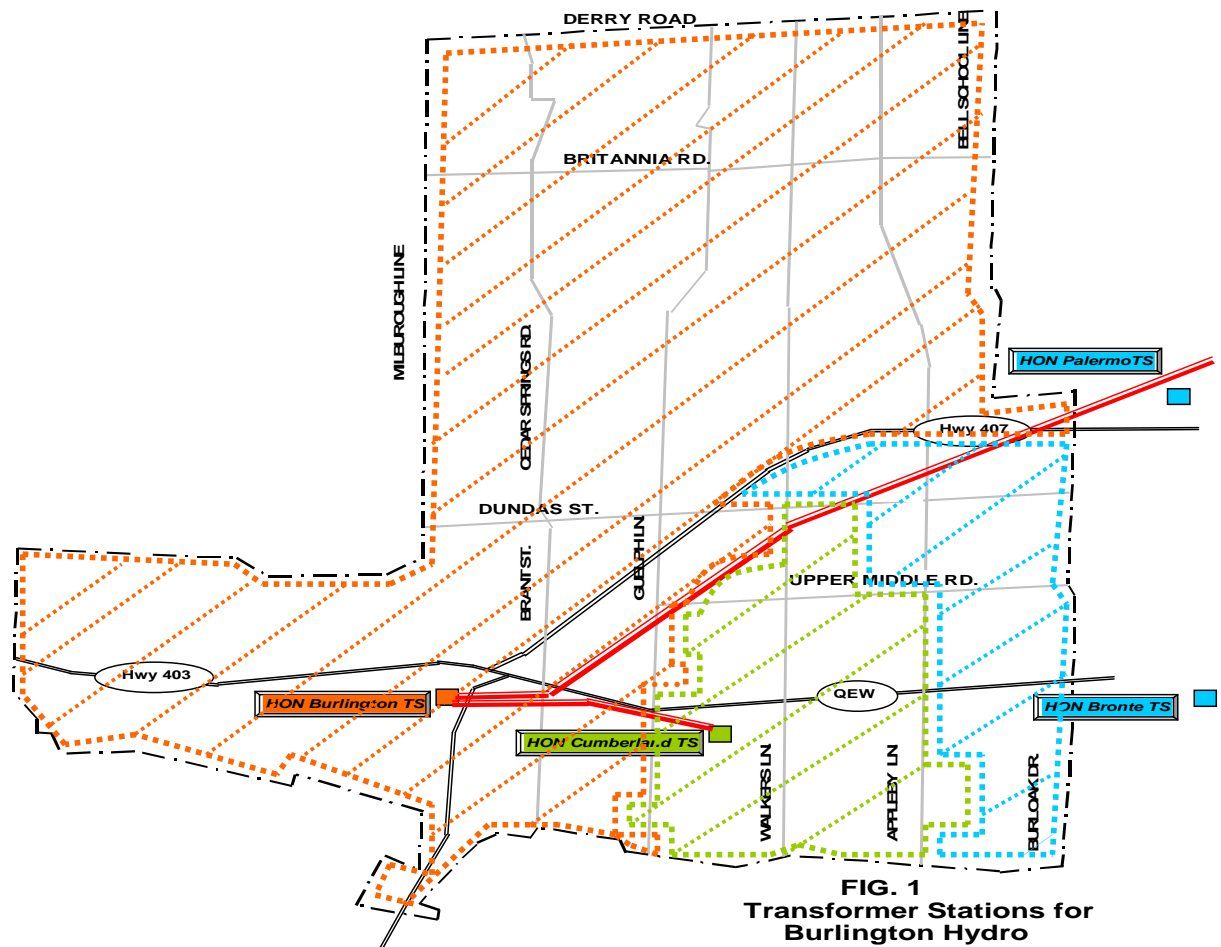 DERRY ROAD
BELL SCHOOL LINE
BRITANNIA RD.
MILBUROUGH LINE
CEDAR SPRINGS RD.
HON Palermo TS
Hwy 407
DUNDAS ST.
GUELPH LN.
BRANT ST.
UPPER MIDDLE RD.
Hwy 403
HON Burlington TS
QEW
HON Bronte TS
HON Cumberland TS
WALKERS LN.
APPLEBY LN
BURLOAK DR.
FIG. 1
Transformer Stations for
Burlington Hydro